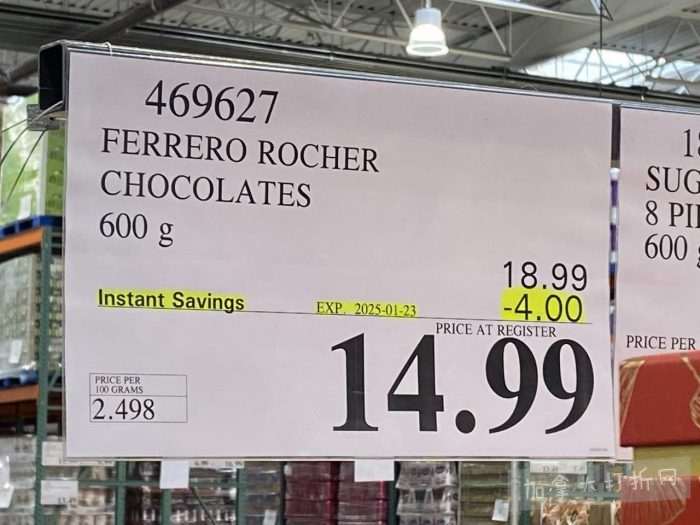 469627
FERRERO ROCHER
CHOCOLATES
600 g
18.99
Instant Savings EXP. 2025-01-23 -4.00
PRICE AT REGISTER
14.99
PRICE PER
100 GRAMS
2.498
18
SUG
8 PI
600 g
PRICE PER
加拿大打折网